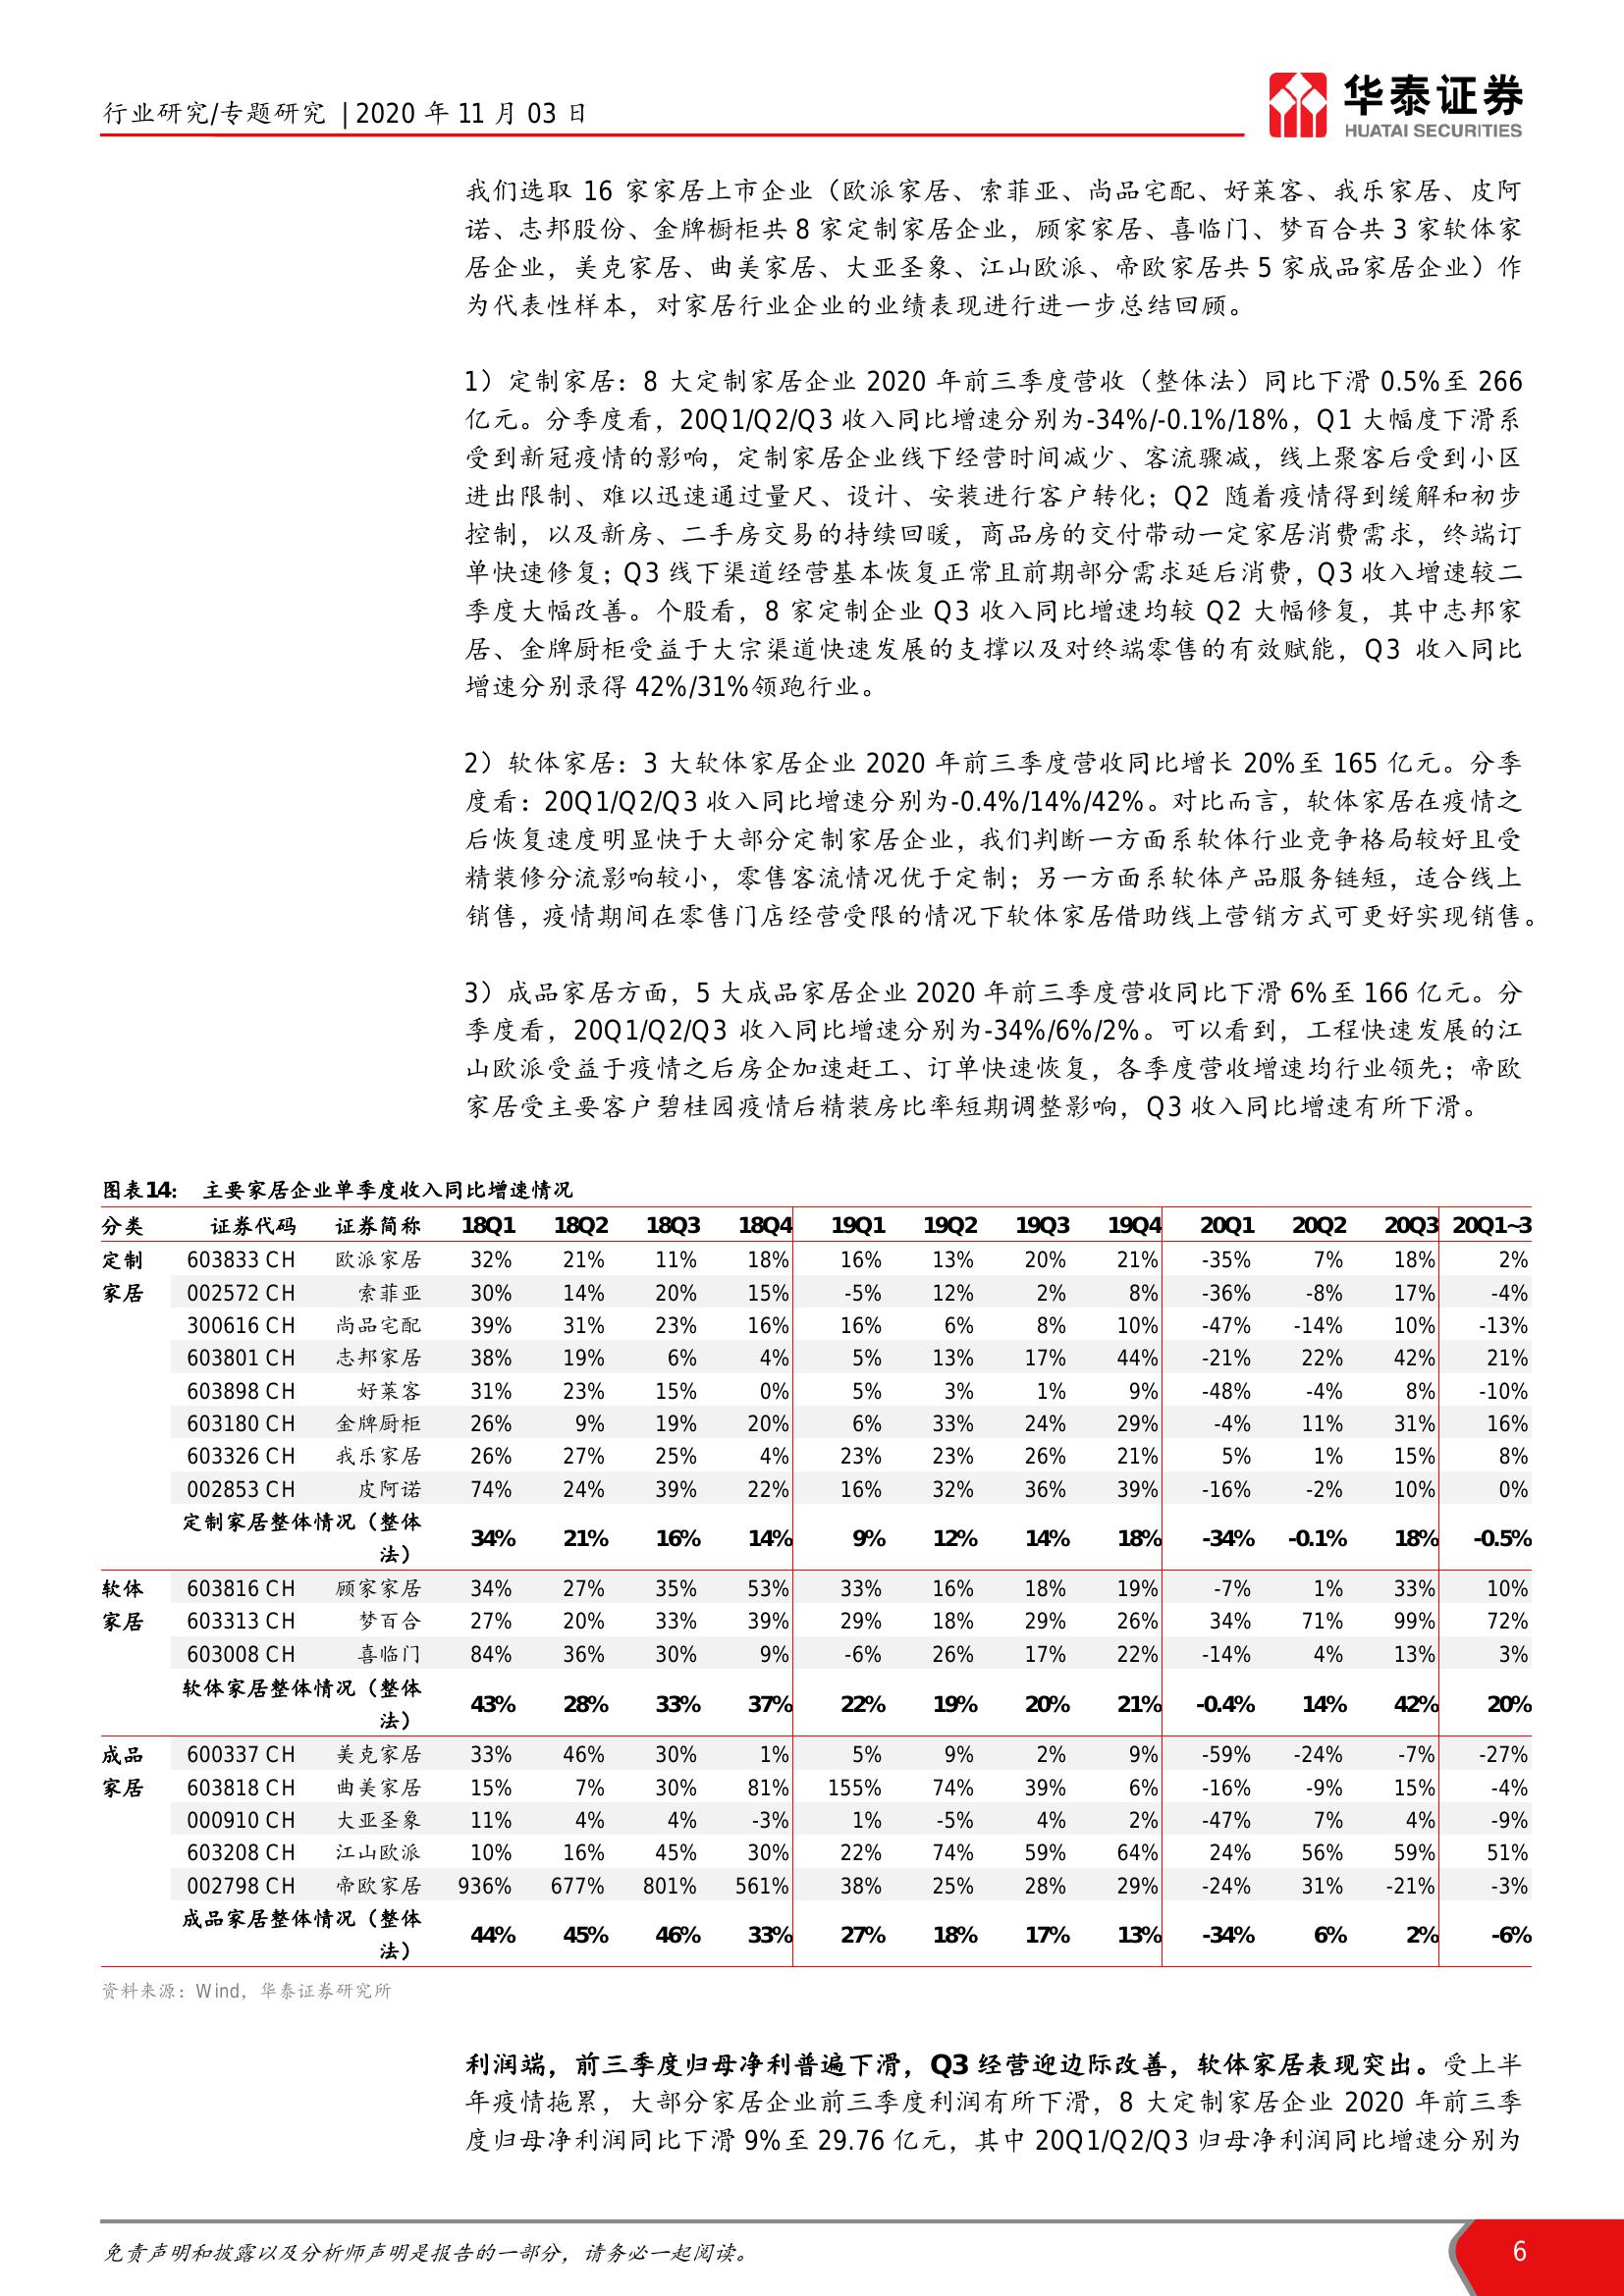 行业研究/专题研究 | 2020 年 11 月 03 日
华泰证券
HUATAI SECURITIES
我们选取 16 家家居上市企业（欧派家居、索菲亚、尚品宅配、好莱客、我乐家居、皮阿
诺、志邦股份、金牌橱柜共 8 家定制家居企业，顾家家居、喜临门、梦百合共 3 家软体家
居企业，美克家居、曲美家居、大亚圣象、江山欧派、帝欧家居共 5 家成品家居企业）作
为代表性样本，对家居行业企业的业绩表现进行进一步总结回顾。
1）定制家居：8 大定制家居企业 2020 年前三季度营收（整体法）同比下滑 0.5%至 266
亿元。分季度看，20Q1/Q2/Q3 收入同比增速分别为-34%/-0.1%/18%，Q1 大幅度下滑系
受到新冠疫情的影响，定制家居企业线下经营时间减少、客流骤减，线上聚客后受到小区
进出限制、难以迅速通过量尺、设计、安装进行客户转化；Q2 随着疫情得到缓解和初步
控制，以及新房、二手房交易的持续回暖，商品房的交付带动一定家居消费需求，终端订
单快速修复；Q3 线下渠道经营基本恢复正常且前期部分需求延后消费，Q3 收入增速较二
季度大幅改善。个股看，8 家定制企业 Q3 收入同比增速均较 Q2 大幅修复，其中志邦家
居、金牌厨柜受益于大宗渠道快速发展的支撑以及对终端零售的有效赋能，Q3 收入同比
增速分别录得 42%/31%领跑行业。
2）软体家居：3 大软体家居企业 2020 年前三季度营收同比增长 20%至 165 亿元。分季
度看：20Q1/Q2/Q3 收入同比增速分别为-0.4%/14%/42%。对比而言，软体家居在疫情之
后恢复速度明显快于大部分定制家居企业，我们判断一方面系软体行业竞争格局较好且受
精装修分流影响较小，零售客流情况优于定制；另一方面系软体产品服务链短，适合线上
销售，疫情期间在零售门店经营受限的情况下软体家居借助线上营销方式可更好实现销售。
3）成品家居方面，5 大成品家居企业 2020 年前三季度营收同比下滑 6%至 166 亿元。分
季度看，20Q1/Q2/Q3 收入同比增速分别为-34%/6%/2%。可以看到，工程快速发展的江
山欧派受益于疫情之后房企加速赶工、订单快速恢复，各季度营收增速均行业领先；帝欧
家居受主要客户碧桂园疫情后精装房比率短期调整影响，Q3 收入同比增速有所下滑。
图表14： 主要家居企业单季度收入同比增速情况
分类 证券代码 证券简称 18Q1 18Q2 18Q3 18Q4 19Q1 19Q2 19Q3 19Q4 20Q1 20Q2 20Q3 20Q1~3
定制 603833 CH 欧派家居 32% 21% 11% 18% 16% 13% 20% 21% -35% 7% 18% 2%
家居 002572 CH 索菲亚 30% 14% 20% 15% -5% 12% 2% 8% -36% -8% 17% -4%
300616 CH 尚品宅配 39% 31% 23% 16% 16% 6% 8% 10% -47% -14% 10% -13%
603801 CH 志邦家居 38% 19% 6% 4% 5% 13% 17% 44% -21% 22% 42% 21%
603898 CH 好莱客 31% 23% 15% 0% 5% 3% 1% 9% -48% -4% 8% -10%
603180 CH 金牌厨柜 26% 9% 19% 20% 6% 33% 24% 29% -4% 11% 31% 16%
603326 CH 我乐家居 26% 27% 25% 4% 23% 23% 26% 21% 5% 1% 15% 8%
002853 CH 皮阿诺 74% 24% 39% 22% 16% 32% 36% 39% -16% -2% 10% 0%
定制家居整体情况（整体
法） 34% 21% 16% 14% 9% 12% 14% 18% -34% -0.1% 18% -0.5%
软体 603816 CH 顾家家居 34% 27% 35% 53% 33% 16% 18% 19% -7% 1% 33% 10%
家居 603313 CH 梦百合 27% 20% 33% 39% 29% 18% 29% 26% 34% 71% 99% 72%
603008 CH 喜临门 84% 36% 30% 9% -6% 26% 17% 22% -14% 4% 13% 3%
软体家居整体情况（整体
法） 43% 28% 33% 37% 22% 19% 20% 21% -0.4% 14% 42% 20%
成品 600337 CH 美克家居 33% 46% 30% 1% 5% 9% 2% 9% -59% -24% -7% -27%
家居 603818 CH 曲美家居 15% 7% 30% 81% 155% 74% 39% 6% -16% -9% 15% -4%
000910 CH 大亚圣象 11% 4% 4% -3% 1% -5% 4% 2% -47% 7% 4% -9%
603208 CH 江山欧派 10% 16% 45% 30% 22% 74% 59% 64% 24% 56% 59% 51%
002798 CH 帝欧家居 936% 677% 801% 561% 38% 25% 28% 29% -24% 31% -21% -3%
成品家居整体情况（整体
法） 44% 45% 46% 33% 27% 18% 17% 13% -34% 6% 2% -6%
资料来源：Wind，华泰证券研究所
利润端，前三季度归母净利普遍下滑，Q3 经营迎边际改善，软体家居表现突出。受上半
年疫情拖累，大部分家居企业前三季度利润有所下滑，8 大定制家居企业 2020 年前三季
度归母净利润同比下滑 9%至 29.76 亿元，其中 20Q1/Q2/Q3 归母净利润同比增速分别为
免责声明和披露以及分析师声明是报告的一部分，请务必一起阅读。
6